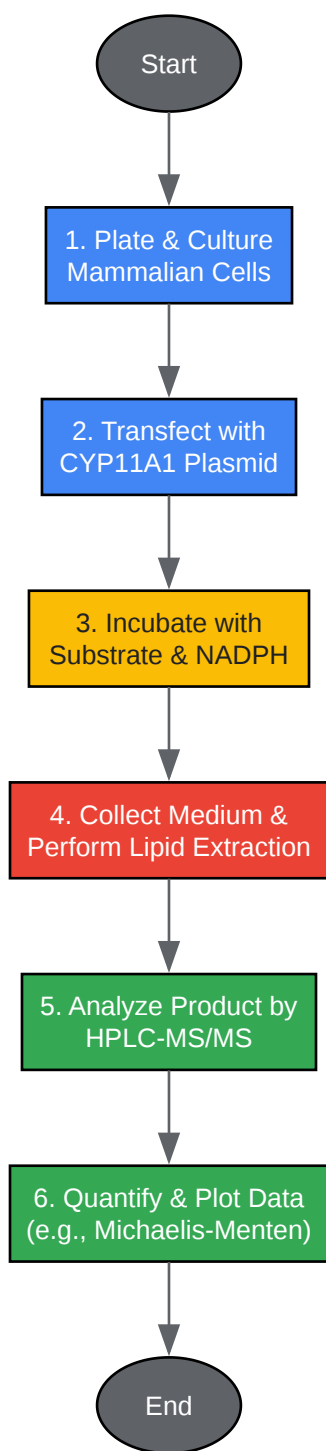 Start
1. Plate & Culture
Mammalian Cells
2. Transfect with
CYP11A1 Plasmid
3. Incubate with
Substrate & NADPH
4. Collect Medium &
Perform Lipid Extraction
5. Analyze Product by
HPLC-MS/MS
6. Quantify & Plot Data
(e.g., Michaelis-Menten)
End